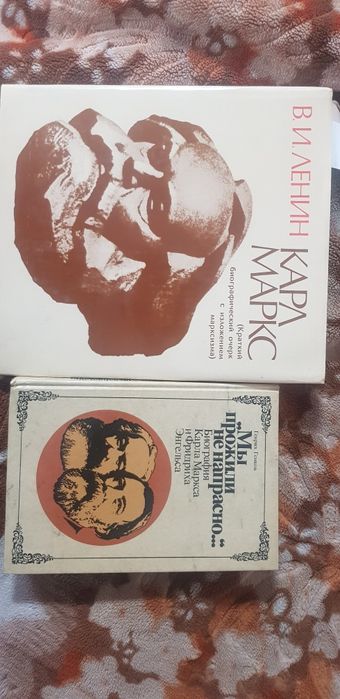 В. И. ЛЕНИН
КАРЛ
МАРКС
(Краткий
биографический очерк
с изложением
марксизма)
Генрих Гемков
„Мы
прожили
не напрасно...“
Биография
Карла Маркса
и Фридриха
Энгельса